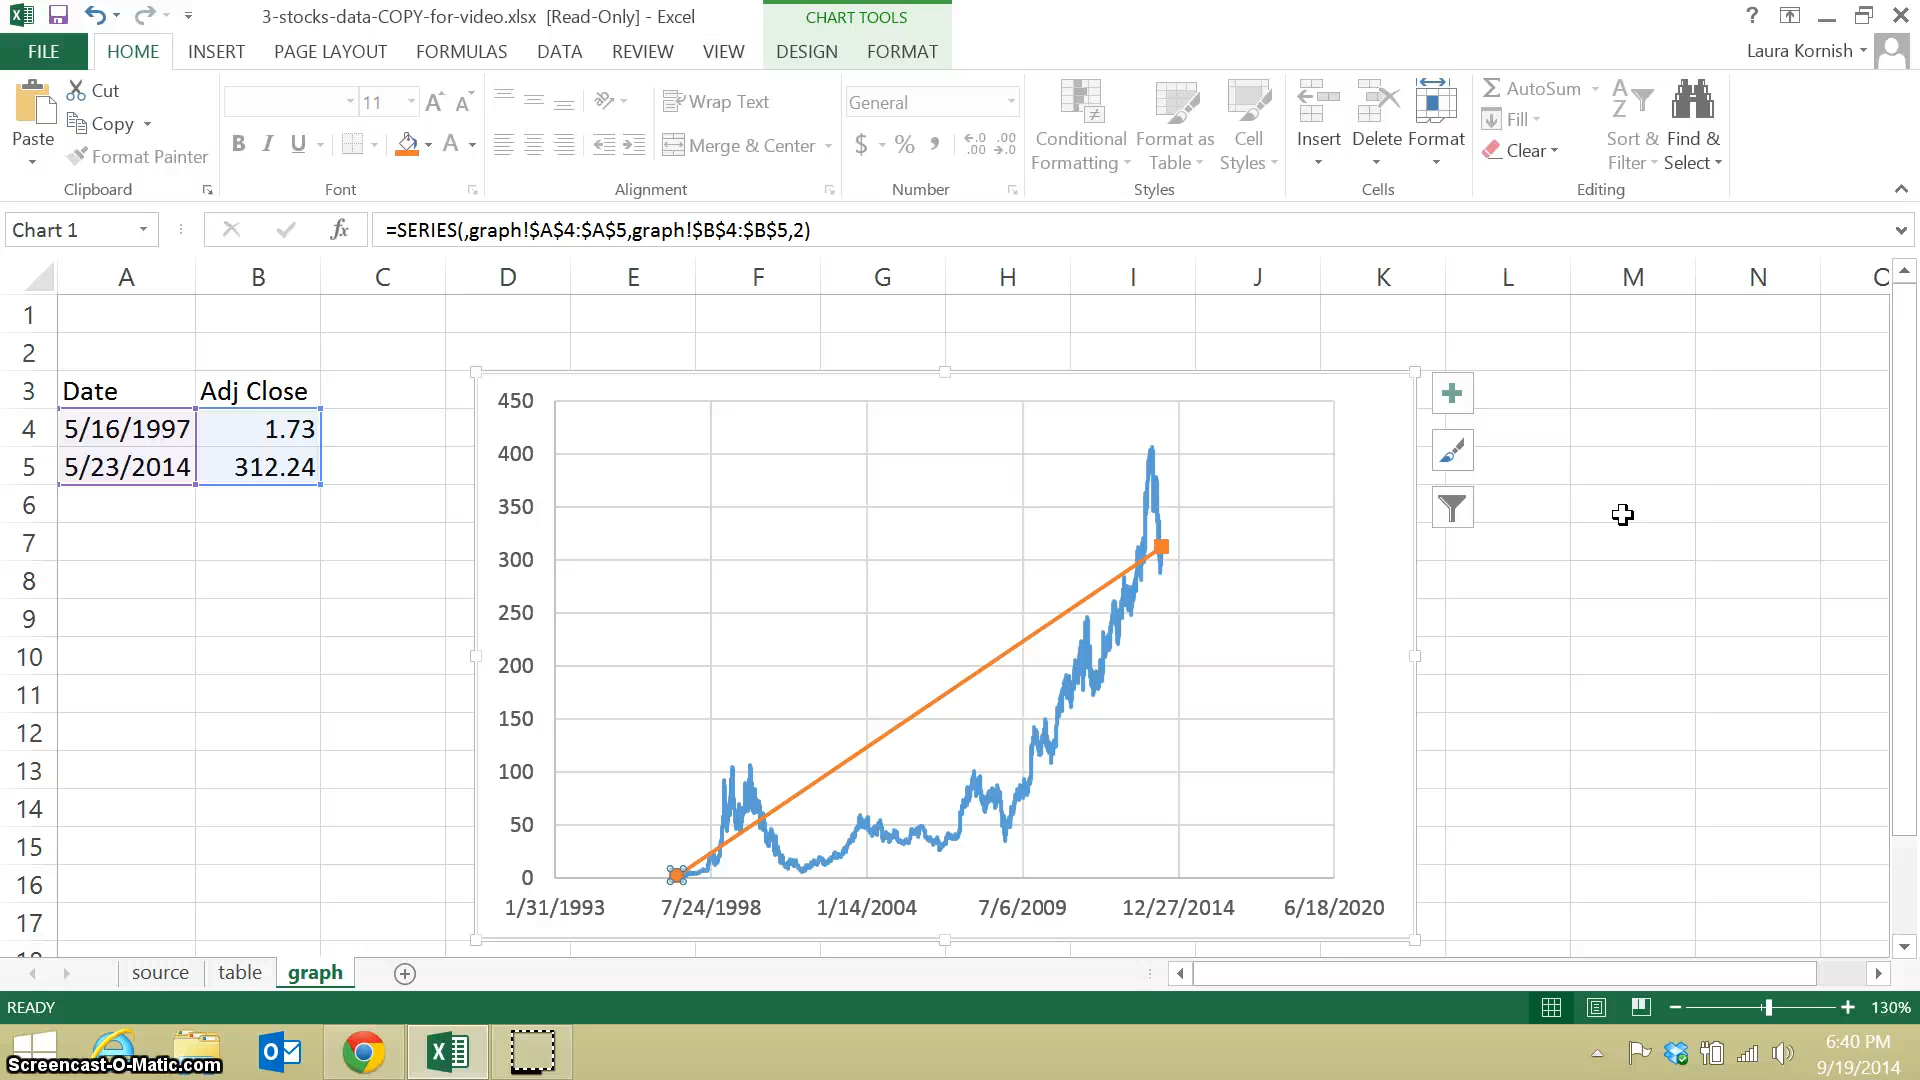 3-stocks-data-COPY-for-video.xlsx [Read-Only] - Excel
CHART TOOLS
?
FILE HOME INSERT PAGE LAYOUT FORMULAS DATA REVIEW VIEW DESIGN FORMAT
Laura Kornish
Paste
Cut
Copy
Format Painter
Clipboard
11
B I U
Font
Wrap Text
Merge & Center
Alignment
General
$ % ,
Number
Conditional Formatting
Format as Table
Cell Styles
Styles
Insert Delete Format
Cells
AutoSum
Fill
Clear
Sort & Filter
Find & Select
Editing
Chart 1
fx
=SERIES(,graph!$A$4:$A$5,graph!$B$4:$B$5,2)
A B C D E F G H I J K L M N
1
2
3 Date Adj Close
4 5/16/1997 1.73
5 5/23/2014 312.24
6
7
8
9
10
11
12
13
14
15
16
17
450
400
350
300
250
200
150
100
50
0
1/31/1993 7/24/1998 1/14/2004 7/6/2009 12/27/2014 6/18/2020
source table graph
READY
130%
Screencast-O-Matic.com
6:40 PM
9/19/2014